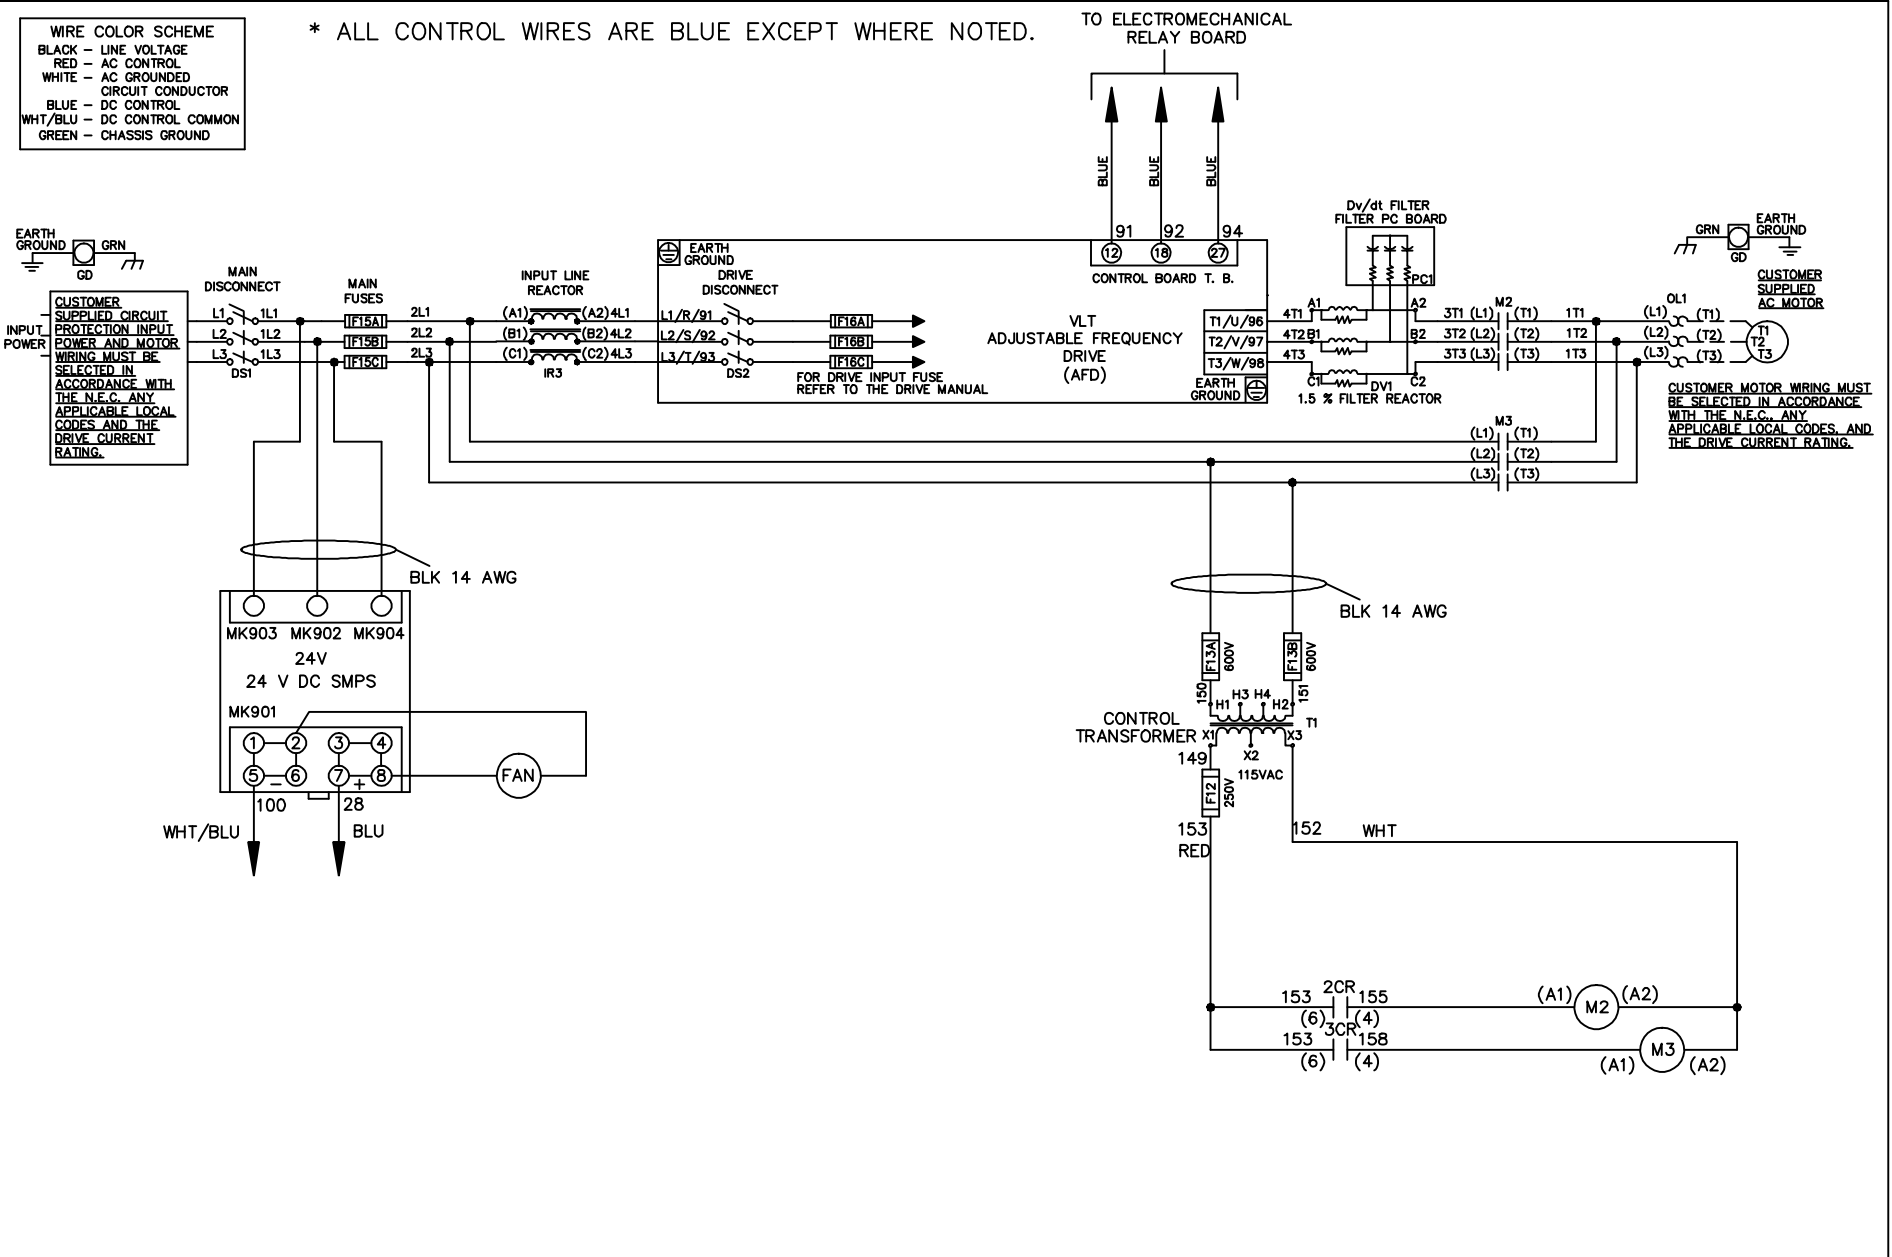 WIRE COLOR SCHEME
BLACK – LINE VOLTAGE
RED – AC CONTROL
WHITE – AC GROUNDED
CIRCUIT CONDUCTOR
BLUE – DC CONTROL
WHT/BLU – DC CONTROL COMMON
GREEN – CHASSIS GROUND
* ALL CONTROL WIRES ARE BLUE EXCEPT WHERE NOTED.
TO ELECTROMECHANICAL
RELAY BOARD
BLUE
BLUE
BLUE
91 92 94
12 18 27
CONTROL BOARD T. B.
EARTH
GROUND
GRN
GD
INPUT
POWER
CUSTOMER
SUPPLIED CIRCUIT
PROTECTION INPUT
POWER AND MOTOR
WIRING MUST BE
SELECTED IN
ACCORDANCE WITH
THE N.E.C. ANY
APPLICABLE LOCAL
CODES AND THE
DRIVE CURRENT
RATING.
MAIN
DISCONNECT
L1 1L1
L2 1L2
L3 1L3
DS1
MAIN
FUSES
F15A
F15B
F15C
2L1
2L2
2L3
INPUT LINE
REACTOR
(A1) (A2) 4L1
(B1) (B2) 4L2
(C1) (C2) 4L3
IR3
EARTH
GROUND
DRIVE
DISCONNECT
L1/R/91
L2/S/92
L3/T/93
DS2
F16A
F16B
F16C
FOR DRIVE INPUT FUSE
REFER TO THE DRIVE MANUAL
VLT
ADJUSTABLE FREQUENCY
DRIVE
(AFD)
T1/U/96
T2/V/97
T3/W/98
EARTH
GROUND
4T1
4T2
4T3
Dv/dt FILTER
FILTER PC BOARD
PC1
A1 A2
B1 B2
C1 C2
DV1
1.5 % FILTER REACTOR
M2
3T1 (L1) (T1) 1T1
3T2 (L2) (T2) 1T2
3T3 (L3) (T3) 1T3
M3
(L1) (T1)
(L2) (T2)
(L3) (T3)
OL1
(L1) (T1)
(L2) (T2)
(L3) (T3)
T1
T2
T3
GRN
GD
EARTH
GROUND
CUSTOMER
SUPPLIED
AC MOTOR
CUSTOMER MOTOR WIRING MUST
BE SELECTED IN ACCORDANCE
WITH THE N.E.C., ANY
APPLICABLE LOCAL CODES, AND
THE DRIVE CURRENT RATING.
BLK 14 AWG
MK903 MK902 MK904
24V
24 V DC SMPS
MK901
1 2 3 4
5 – 6 7 + 8
100 28
WHT/BLU BLU
FAN
BLK 14 AWG
F13A 600V
F13B 600V
150 151
H1 H3 H4 H2
CONTROL
TRANSFORMER
T1
X1 X2 X3
149
115VAC
F12 250V
153
RED
152 WHT
153 2CR 155
(6) (4)
(A1) M2 (A2)
153 3CR 158
(6) (4)
(A1) M3 (A2)